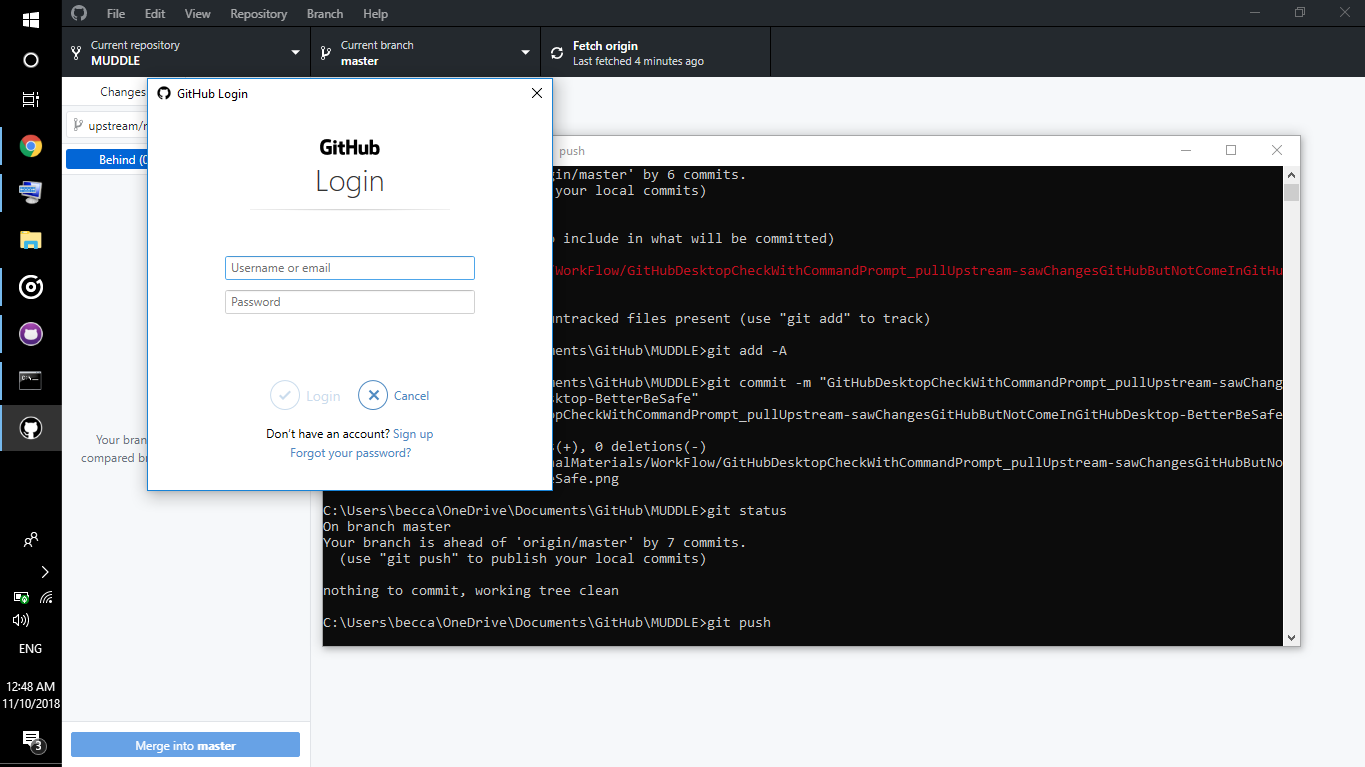 File Edit View Repository Branch Help
Current repository
MUDDLE
Current branch
master
Fetch origin
Last fetched 4 minutes ago
Changes
upstream/
Behind (
Your bran
compared b
Merge into master
GitHub Login
GitHub
Login
Username or email
Password
Login
Cancel
Don't have an account? Sign up
Forgot your password?
push
in/master' by 6 commits.
your local commits)
include in what will be committed)
/WorkFlow/GitHubDesktopCheckWithCommandPrompt_pullUpstream-sawChangesGitHubButNotComeInGitHu
ntracked files present (use "git add" to track)
ments\GitHub\MUDDLE>git add -A
ments\GitHub\MUDDLE>git commit -m "GitHubDesktopCheckWithCommandPrompt_pullUpstream-sawChang
ktop-BetterBeSafe"
opCheckWithCommandPrompt_pullUpstream-sawChangesGitHubButNotComeInGitHubDesktop-BetterBeSafe
(+), 0 deletions(-)
alMaterials/WorkFlow/GitHubDesktopCheckWithCommandPrompt_pullUpstream-sawChangesGitHubButNo
eSafe.png
C:\Users\becca\OneDrive\Documents\GitHub\MUDDLE>git status
On branch master
Your branch is ahead of 'origin/master' by 7 commits.
(use "git push" to publish your local commits)
nothing to commit, working tree clean
C:\Users\becca\OneDrive\Documents\GitHub\MUDDLE>git push
ENG
12:48 AM
11/10/2018
3